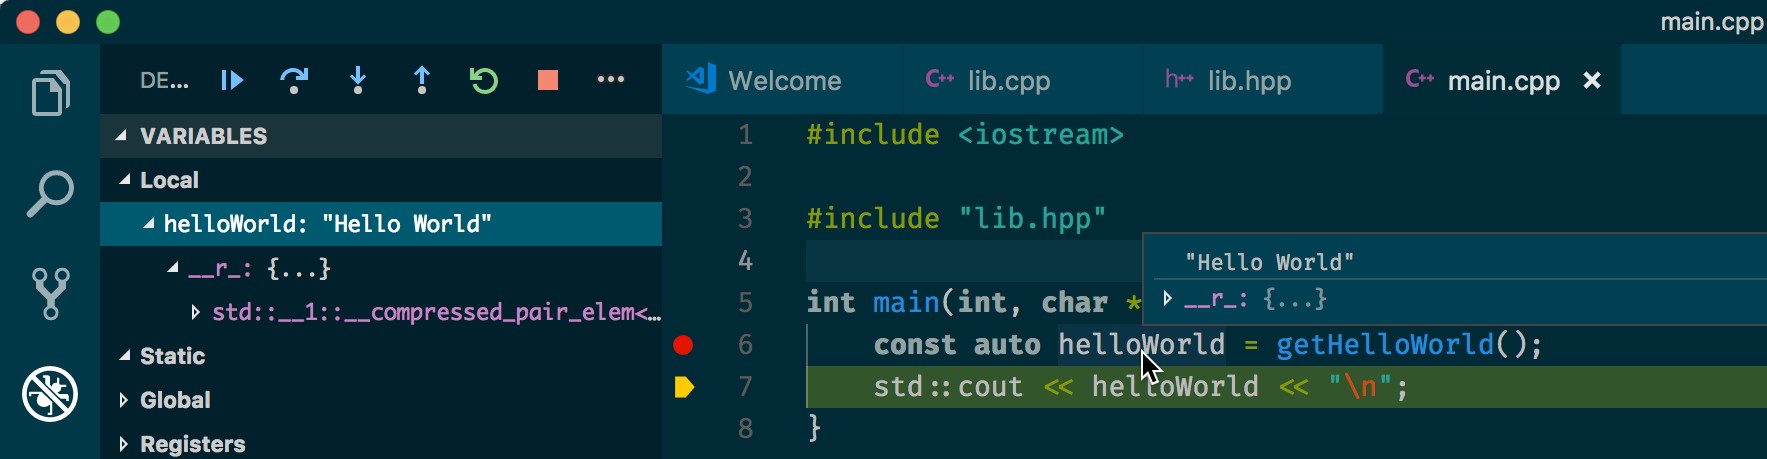 main.cpp
DE...
Welcome
C++ lib.cpp
h++ lib.hpp
C++ main.cpp
VARIABLES
Local
helloWorld: "Hello World"
__r_: {...}
std::__1::__compressed_pair_elem<...
Static
Global
Registers
1 #include <iostream>
2
3 #include "lib.hpp"
4
5 int main(int, char *
6 const auto helloWorld = getHelloWorld();
7 std::cout << helloWorld << "\n";
8 }
"Hello World"
__r_: {...}